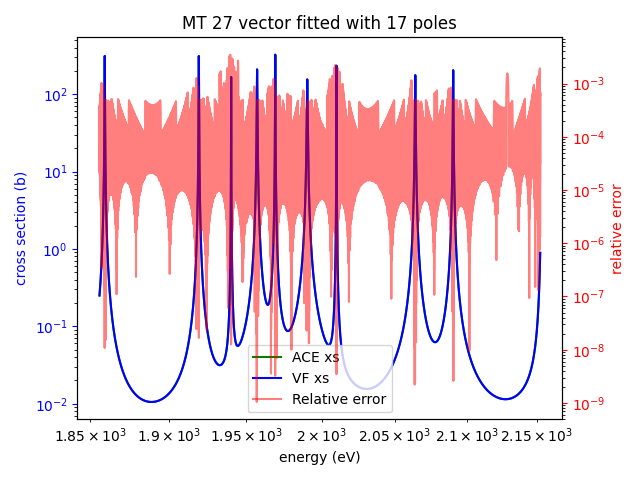 MT 27 vector fitted with 17 poles
cross section (b)
10²
10¹
10⁰
10⁻¹
10⁻²
relative error
10⁻³
10⁻⁴
10⁻⁵
10⁻⁶
10⁻⁷
10⁻⁸
10⁻⁹
ACE xs
VF xs
Relative error
1.85 × 10³ 1.9 × 10³ 1.95 × 10³ 2 × 10³ 2.05 × 10³ 2.1 × 10³ 2.15 × 10³
energy (eV)